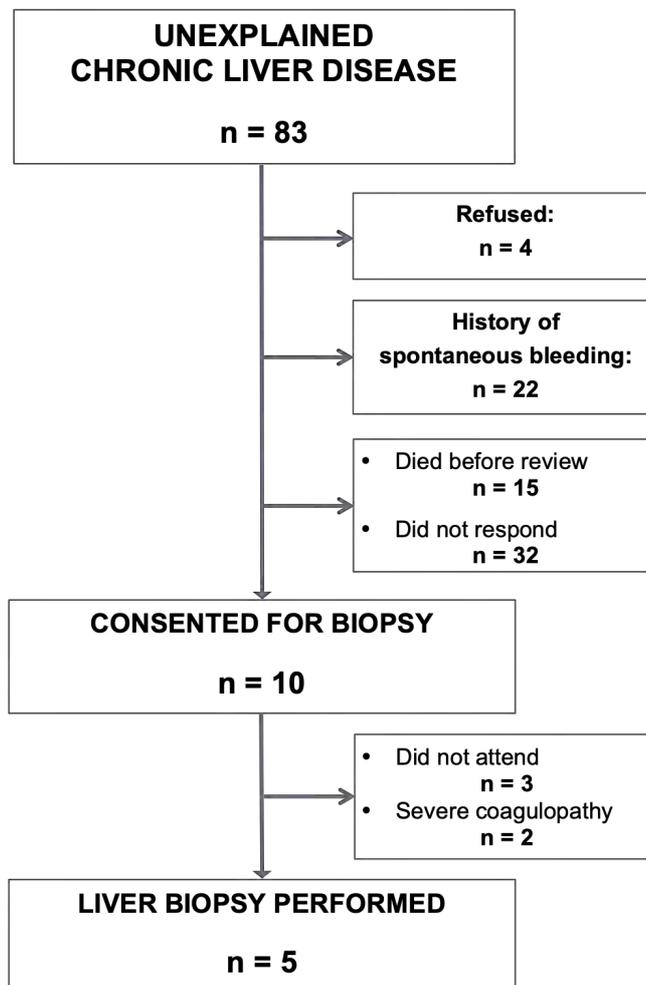 UNEXPLAINED
CHRONIC LIVER DISEASE
n = 83
Refused:
n = 4
History of
spontaneous bleeding:
n = 22
• Died before review
n = 15
• Did not respond
n = 32
CONSENTED FOR BIOPSY
n = 10
• Did not attend
n = 3
• Severe coagulopathy
n = 2
LIVER BIOPSY PERFORMED
n = 5